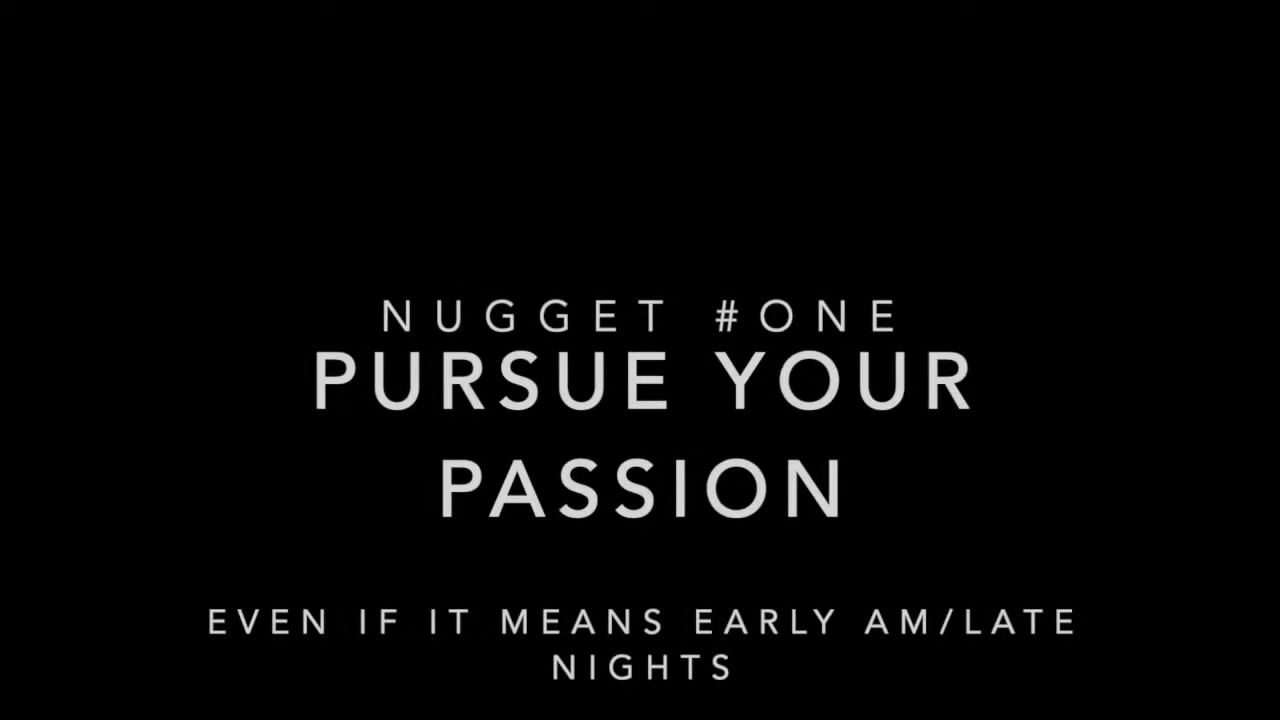 NUGGET #ONE
PURSUE YOUR
PASSION
EVEN IF IT MEANS EARLY AM/LATE
NIGHTS